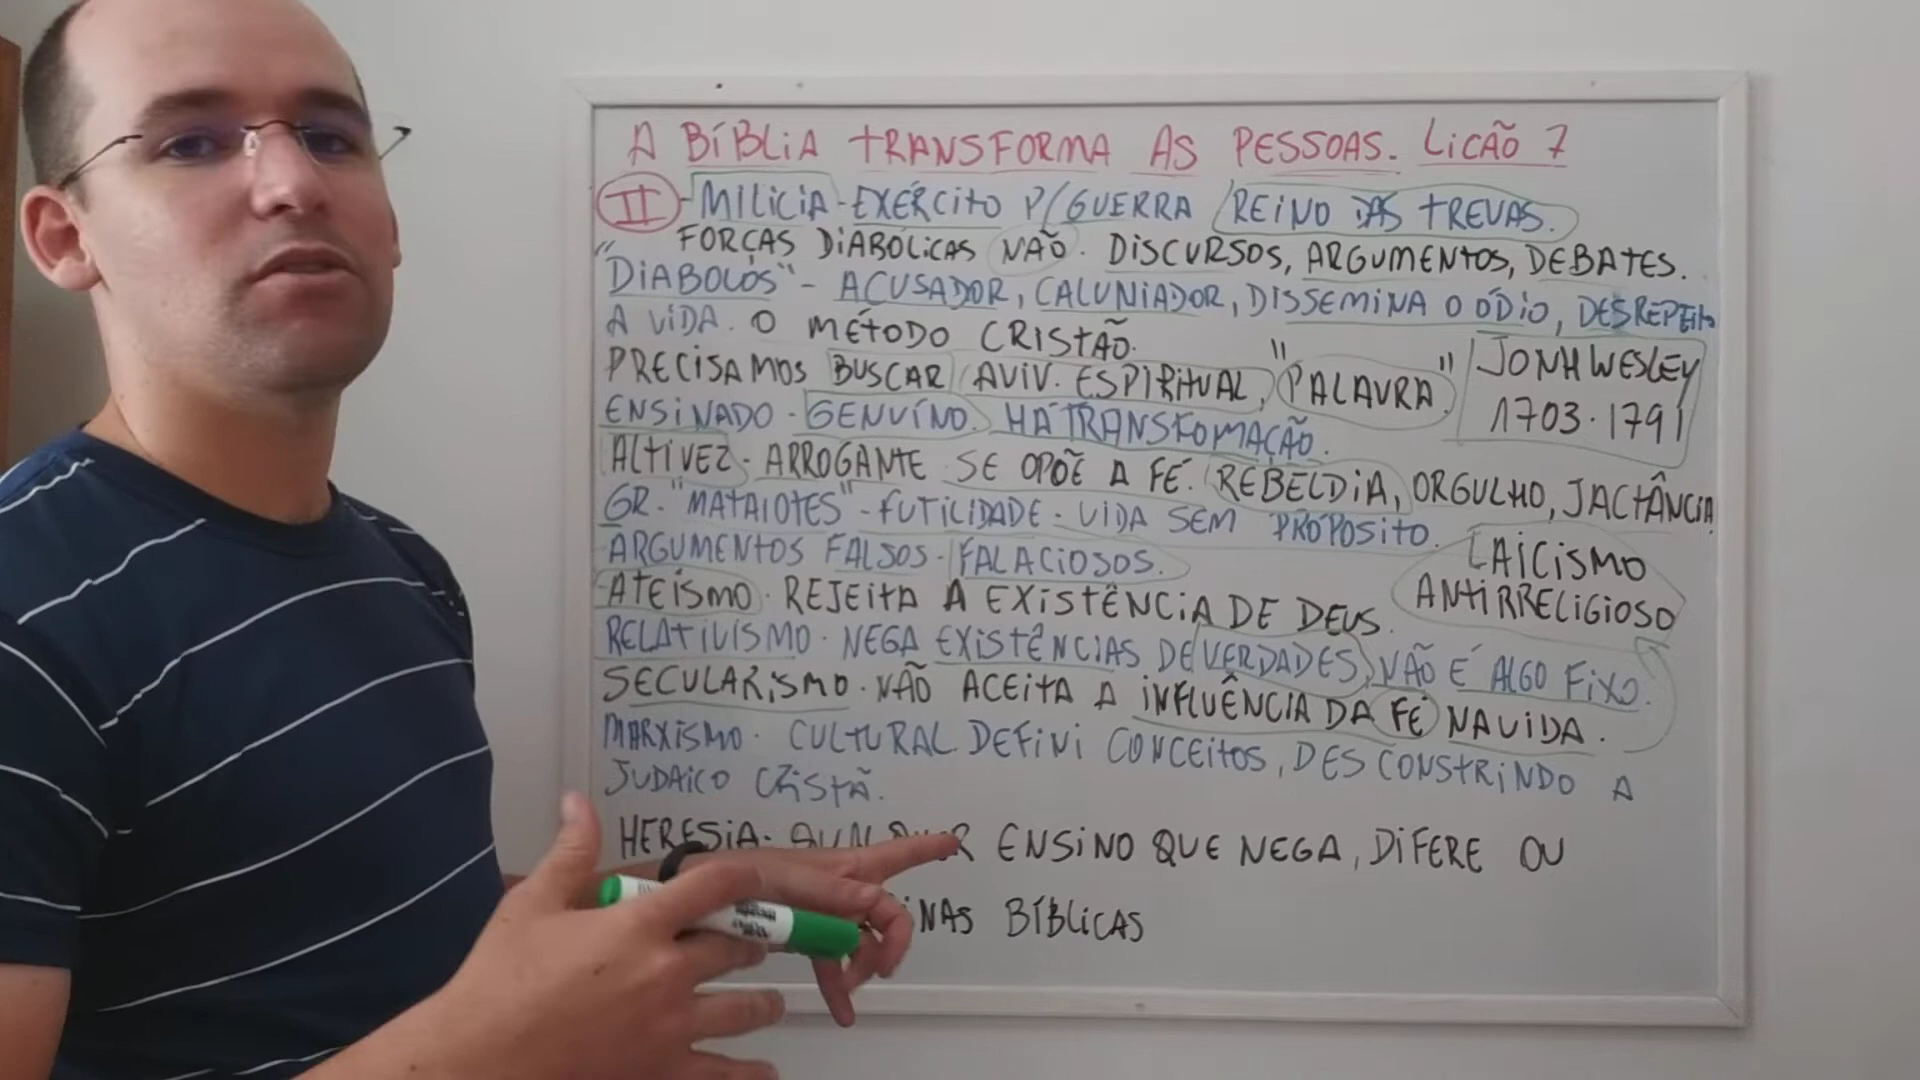 A BÍBLIA TRANSFORMA AS PESSOAS. LICÃO 7
II - MILICIA - EXÉRCITO P/ GUERRA REINO DAS TREVAS.
FORÇAS DIABÓLICAS NÃO. DISCURSOS, ARGUMENTOS, DEBATES.
"DIABOLOS" - ACUSADOR, CALUNIADOR, DISSEMINA O ÓDIO, DESREPEITO
A VIDA. O MÉTODO CRISTÃO.
PRECISAMOS BUSCAR AVIV. ESPIRITUAL, "PALAVRA".
JONH WESLEY
1703.1791
ENSINADO - GENUÍNO. HÁ TRANSFOMAÇÃO.
ALTIVEZ - ARROGANTE SE OPÕE A FÉ. REBELDIA, ORGULHO, JACTÂNCIA
GR. "MATAIOTES" - FUTILIDADE. VIDA SEM PROPOSITO.
ARGUMENTOS FALSOS - FALACIOSOS.
LAICISMO
ANTIRRELIGIOSO
ATEÍSMO. REJEITA A EXISTÊNCIA DE DEUS.
RELATIVISMO. NEGA EXISTÊNCIAS DE VERDADES, NÃO É ALGO FIXO.
SECULARISMO. NÃO ACEITA A INFLUÊNCIA DA FÉ NA VIDA.
MARXISMO. CULTURAL DEFINI CONCEITOS, DESCONSTRINDO A
JUDAICO CRISTÃ.
HERESIA. ENSINO QUE NEGA, DIFERE OU
BÍBLICAS